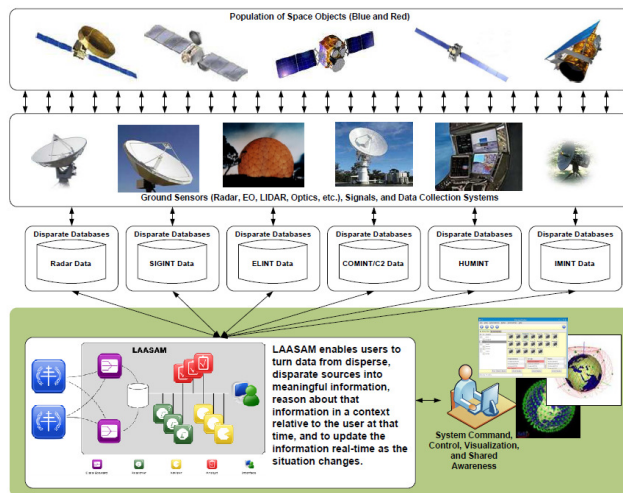 Population of Space Objects (Blue and Red)
Ground Sensors (Radar, EO, LIDAR, Optics, etc.), Signals, and Data Collection Systems
Disparate Databases
Radar Data
Disparate Databases
SIGINT Data
Disparate Databases
ELINT Data
Disparate Databases
COMINT/C2 Data
Disparate Databases
HUMINT
Disparate Databases
IMINT Data
LAASAM
LAASAM enables users to
turn data from disperse,
disparate sources into
meaningful information,
reason about that
information in a context
relative to the user at that
time, and to update the
information real-time as the
situation changes.
System Command,
Control, Visualization,
and Shared
Awareness